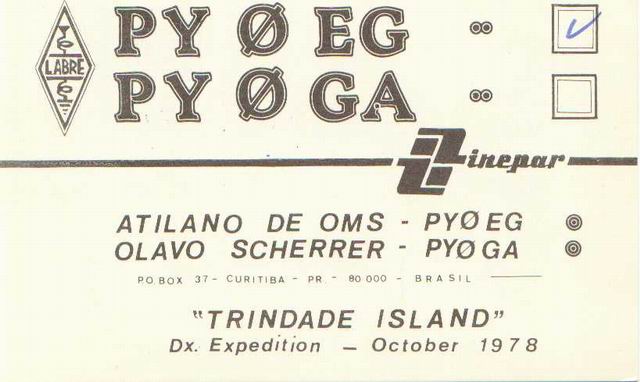 PY Ø EG
LABRE
PY Ø GA
inepar
ATILANO DE OMS - PYØEG
OLAVO SCHERRER - PYØGA
P.O. BOX 37 - CURITIBA - PR - 80 000 - BRASIL
"TRINDADE ISLAND"
Dx. Expedition - October 1978